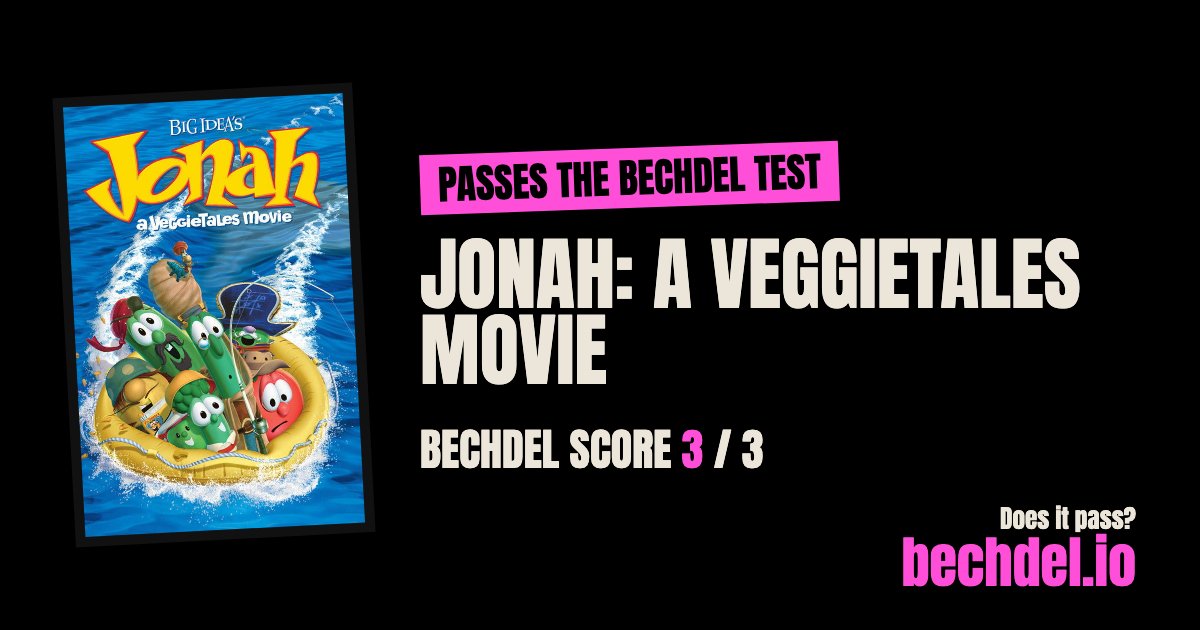 BIG IDEA'S
Jonah
a VeggieTales Movie
PASSES THE BECHDEL TEST
JONAH: A VEGGIETALES
MOVIE
BECHDEL SCORE 3 / 3
Does it pass?
bechdel.io